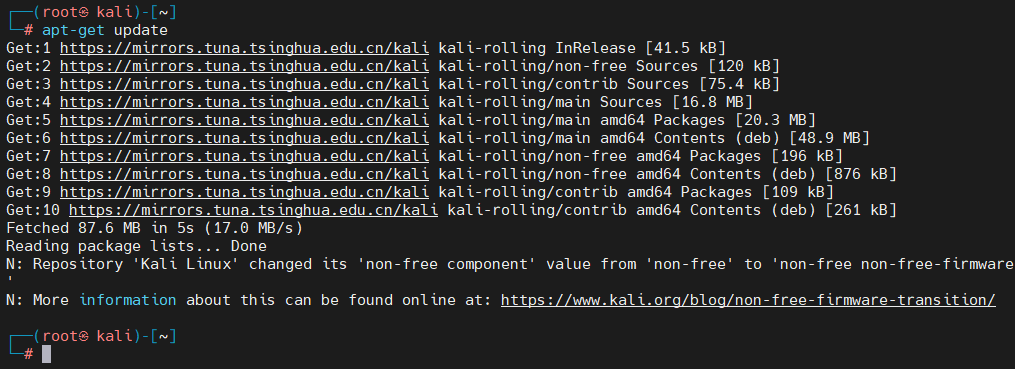 ┌──(root㉿ kali)-[~]
└─# apt-get update
Get:1 https://mirrors.tuna.tsinghua.edu.cn/kali kali-rolling InRelease [41.5 kB]
Get:2 https://mirrors.tuna.tsinghua.edu.cn/kali kali-rolling/non-free Sources [120 kB]
Get:3 https://mirrors.tuna.tsinghua.edu.cn/kali kali-rolling/contrib Sources [75.4 kB]
Get:4 https://mirrors.tuna.tsinghua.edu.cn/kali kali-rolling/main Sources [16.8 MB]
Get:5 https://mirrors.tuna.tsinghua.edu.cn/kali kali-rolling/main amd64 Packages [20.3 MB]
Get:6 https://mirrors.tuna.tsinghua.edu.cn/kali kali-rolling/main amd64 Contents (deb) [48.9 MB]
Get:7 https://mirrors.tuna.tsinghua.edu.cn/kali kali-rolling/non-free amd64 Packages [196 kB]
Get:8 https://mirrors.tuna.tsinghua.edu.cn/kali kali-rolling/non-free amd64 Contents (deb) [876 kB]
Get:9 https://mirrors.tuna.tsinghua.edu.cn/kali kali-rolling/contrib amd64 Packages [109 kB]
Get:10 https://mirrors.tuna.tsinghua.edu.cn/kali kali-rolling/contrib amd64 Contents (deb) [261 kB]
Fetched 87.6 MB in 5s (17.0 MB/s)
Reading package lists... Done
N: Repository 'Kali Linux' changed its 'non-free component' value from 'non-free' to 'non-free non-free-firmware
'
N: More information about this can be found online at: https://www.kali.org/blog/non-free-firmware-transition/
┌──(root㉿ kali)-[~]
└─#